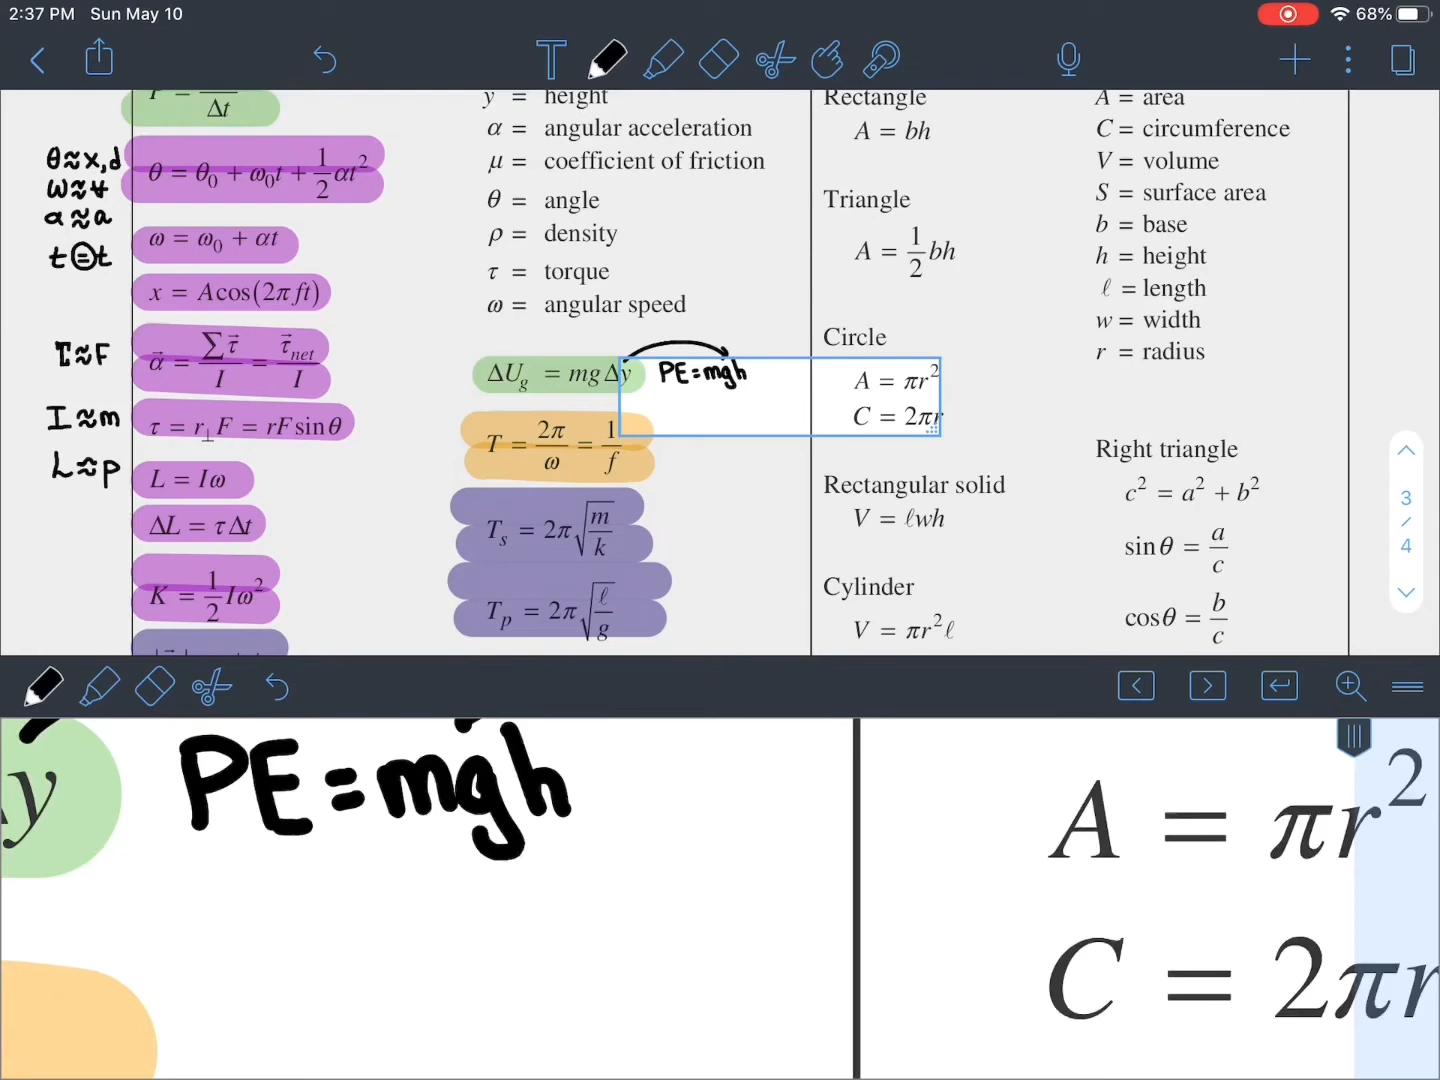 2:37 PM Sun May 10
68%
Δt
θ≈x,d
ω≈v
α≈a
t=t
τ≈F
I≈m
L≈p
θ = θ₀ + ω₀t + 1/2 αt²
ω = ω₀ + αt
x = A cos(2πft)
α⃗ = Στ⃗/I = τ⃗net/I
τ = r⊥F = rF sin θ
L = Iω
ΔL = τΔt
K = 1/2 Iω²
y = height
α = angular acceleration
μ = coefficient of friction
θ = angle
ρ = density
τ = torque
ω = angular speed
ΔUg = mgΔy PE=mgh
T = 2π/ω = 1/f
Ts = 2π√(m/k)
Tp = 2π√(ℓ/g)
Rectangle
A = bh
Triangle
A = 1/2 bh
Circle
A = πr²
C = 2πr
Rectangular solid
V = ℓwh
Cylinder
V = πr²ℓ
A = area
C = circumference
V = volume
S = surface area
b = base
h = height
ℓ = length
w = width
r = radius
Right triangle
c² = a² + b²
sin θ = a/c
cos θ = b/c
3
/
4
y PE=mgh
A = πr²
C = 2πr